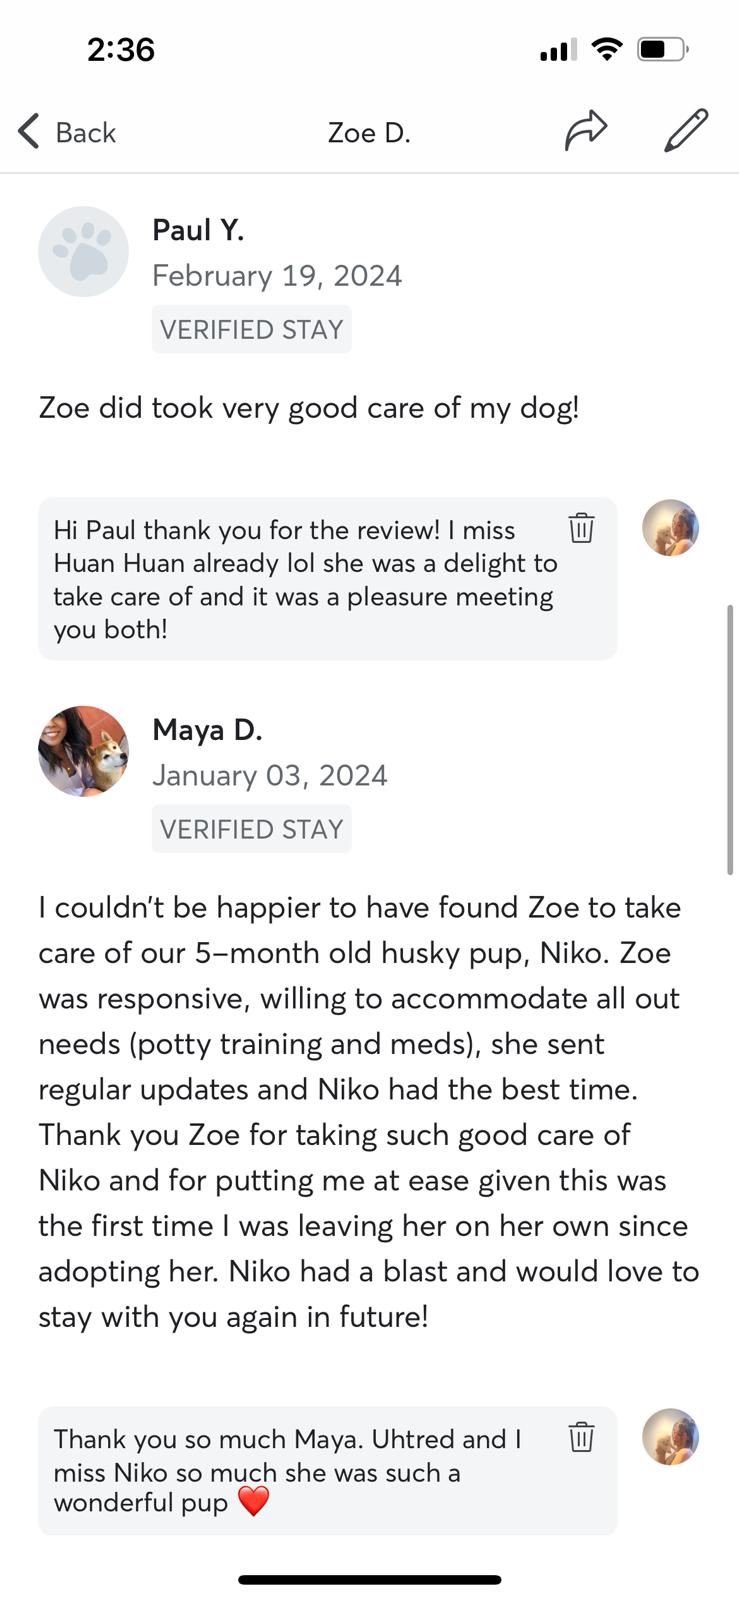 2:36
Back
Zoe D.
Paul Y.
February 19, 2024
VERIFIED STAY
Zoe did took very good care of my dog!
Hi Paul thank you for the review! I miss
Huan Huan already lol she was a delight to
take care of and it was a pleasure meeting
you both!
Maya D.
January 03, 2024
VERIFIED STAY
I couldn't be happier to have found Zoe to take
care of our 5-month old husky pup, Niko. Zoe
was responsive, willing to accommodate all out
needs (potty training and meds), she sent
regular updates and Niko had the best time.
Thank you Zoe for taking such good care of
Niko and for putting me at ease given this was
the first time I was leaving her on her own since
adopting her. Niko had a blast and would love to
stay with you again in future!
Thank you so much Maya. Uhtred and I
miss Niko so much she was such a
wonderful pup ❤️